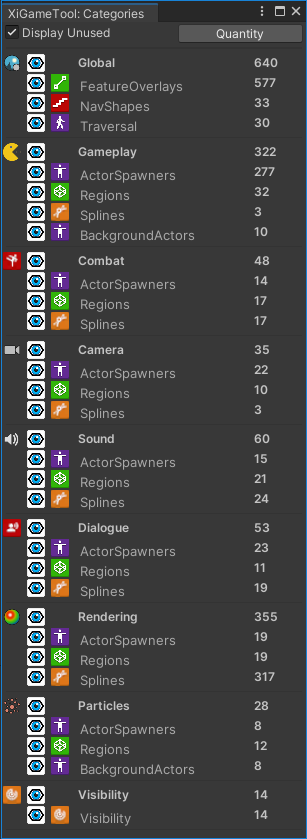 XiGameTool: Categories
Display Unused Quantity
Global 640
FeatureOverlays 577
NavShapes 33
Traversal 30
Gameplay 322
ActorSpawners 277
Regions 32
Splines 3
BackgroundActors 10
Combat 48
ActorSpawners 14
Regions 17
Splines 17
Camera 35
ActorSpawners 22
Regions 10
Splines 3
Sound 60
ActorSpawners 15
Regions 21
Splines 24
Dialogue 53
ActorSpawners 23
Regions 11
Splines 19
Rendering 355
ActorSpawners 19
Regions 19
Splines 317
Particles 28
ActorSpawners 8
Regions 12
BackgroundActors 8
Visibility 14
Visibility 14